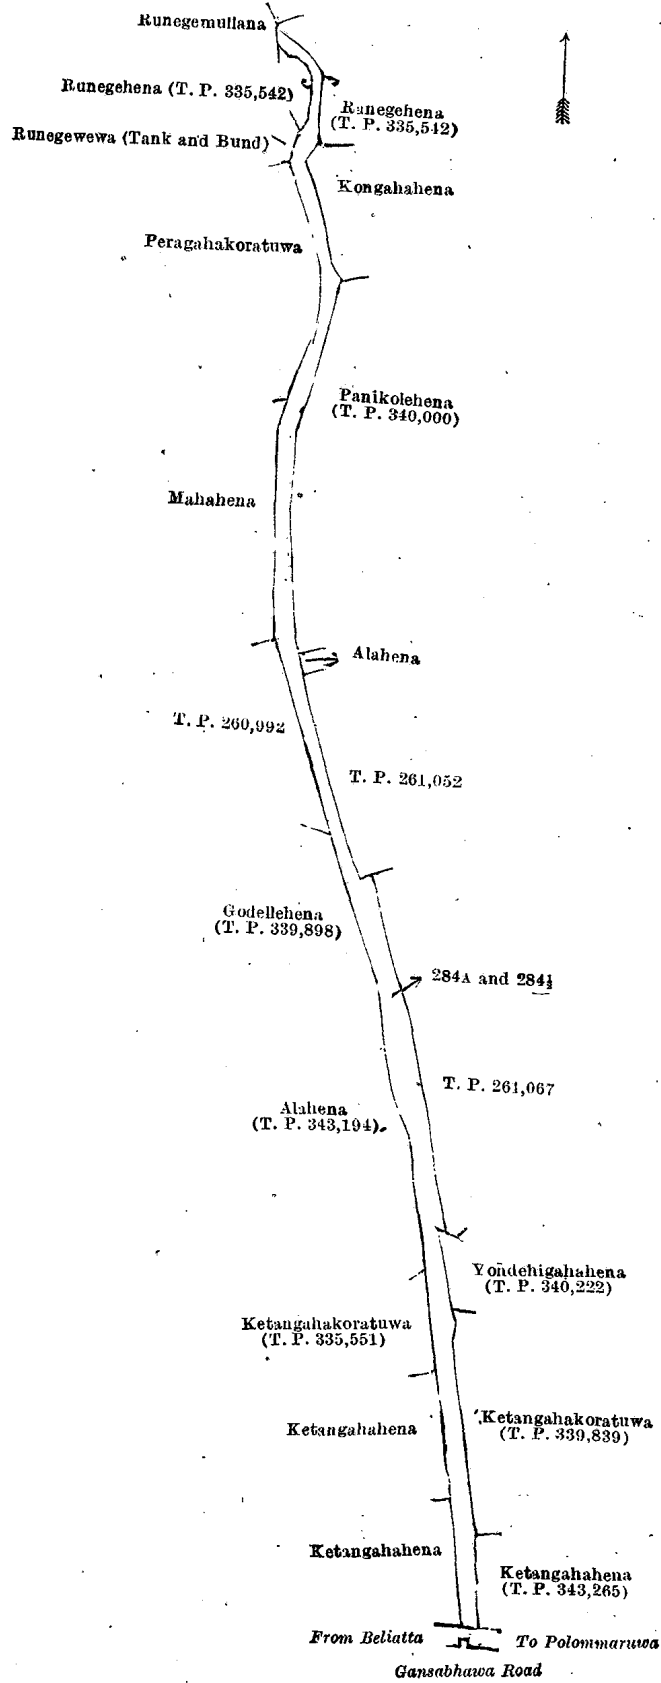 Runegemullana
Runegehena (T. P. 335,542)
Runegehena
(T. P. 335,542)
Runegewewa (Tank and Bund)
Kongahahena
Peragahakoratuwa
Panikolehena
(T. P. 340,000)
Mahahena
Alahena
T. P. 260,992
T. P. 261,052
Godellehena
(T. P. 339,898)
284A and 284½
T. P. 261,067
Alahena
(T. P. 343,194).
Yondehigahahena
(T. P. 340,222)
Ketangahakoratuwa
(T. P. 335,551)
Ketangahakoratuwa
(T. P. 339,839)
Ketangahahena
Ketangahahena
Ketangahahena
(T. P. 343,265)
From Beliatta
To Polommaruwa
Gansabhawa Road